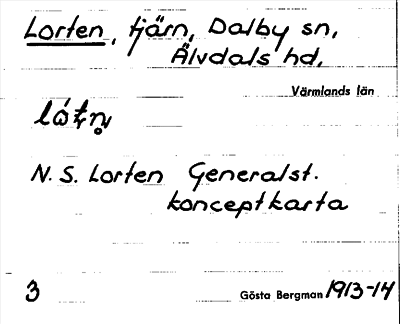 Lorten, tjärn, Dalby sn,
Älvdals hd.
Värmlands län
N. S. Lorten Generalst.
konceptkarta
3
Gösta Bergman 1913-14